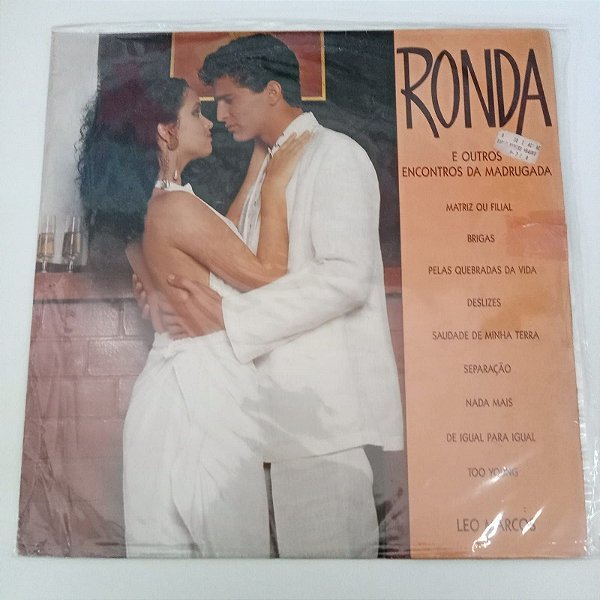 RONDA
E OUTROS
ENCONTROS DA MADRUGADA
MATRIZ OU FILIAL
BRIGAS
PELAS QUEBRADAS DA VIDA
DESLIZES
SAUDADE DE MINHA TERRA
SEPARAÇÃO
NADA MAIS
DE IGUAL PARA IGUAL
TOO YOUNG
LEO MARCOS